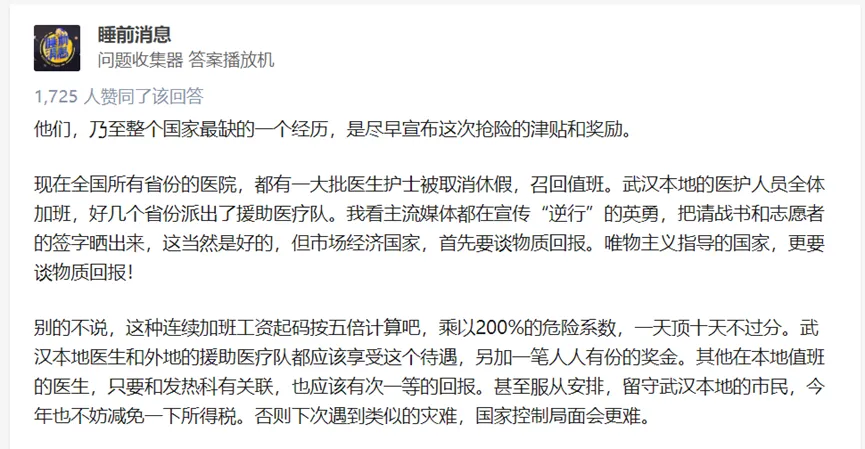 睡前消息
问题收集器 答案播放机
1,725 人赞同了该回答
他们，乃至整个国家最缺的一个经历，是尽早宣布这次抢险的津贴和奖励。
现在全国所有省份的医院，都有一大批医生护士被取消休假，召回值班。武汉本地的医护人员全体
加班，好几个省份派出了援助医疗队。我看主流媒体都在宣传“逆行”的英勇，把请战书和志愿者
的签字晒出来，这当然是好的，但市场经济国家，首先要谈物质回报。唯物主义指导的国家，更要
谈物质回报！
别的不说，这种连续加班工资起码按五倍计算吧，乘以200%的危险系数，一天顶十天不过分。武
汉本地医生和外地的援助医疗队都应该享受这个待遇，另加一笔人人有份的奖金。其他在本地值班
的医生，只要和发热科有关联，也应该有次一等的回报。甚至服从安排，留守武汉本地的市民，今
年也不妨减免一下所得税。否则下次遇到类似的灾难，国家控制局面会更难。